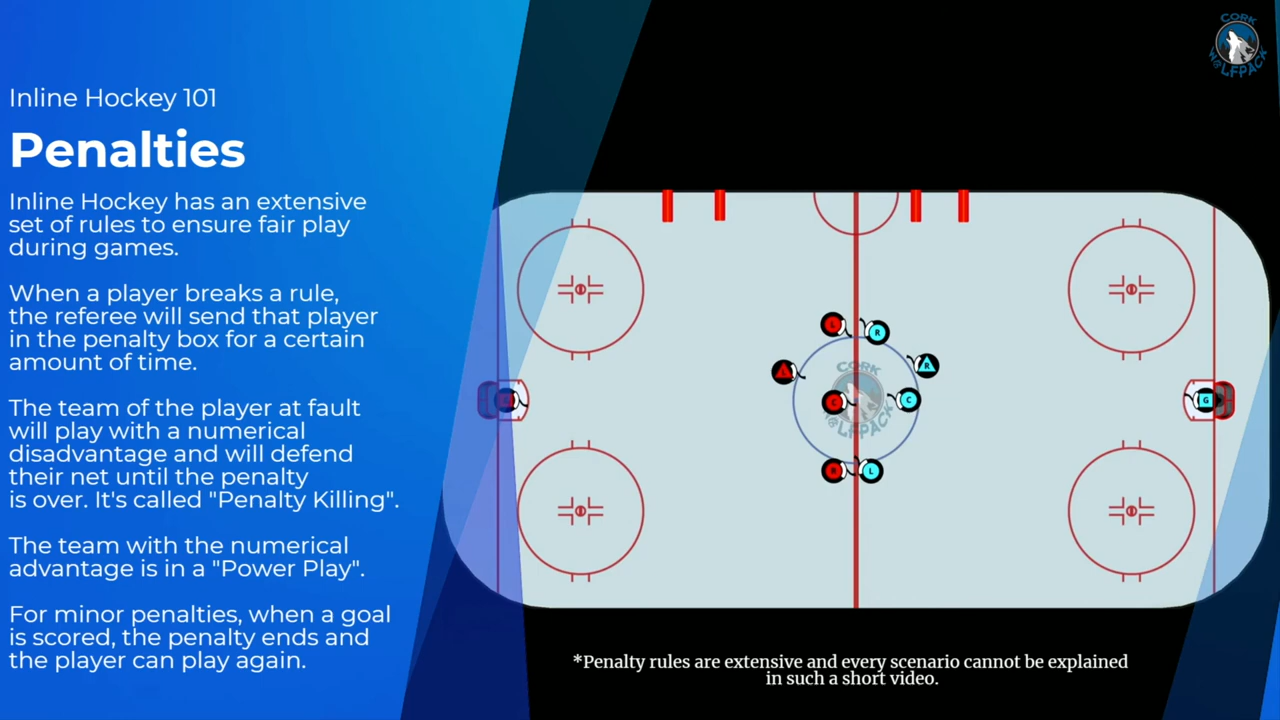 Inline Hockey 101
Penalties
Inline Hockey has an extensive
set of rules to ensure fair play
during games.
When a player breaks a rule,
the referee will send that player
in the penalty box for a certain
amount of time.
The team of the player at fault
will play with a numerical
disadvantage and will defend
their net until the penalty
is over. It's called "Penalty Killing".
The team with the numerical
advantage is in a "Power Play".
For minor penalties, when a goal
is scored, the penalty ends and
the player can play again.
CORK
WOLFPACK
L
R
R
C
C
G
CORK
WOLFPACK
R
L
*Penalty rules are extensive and every scenario cannot be explained
in such a short video.